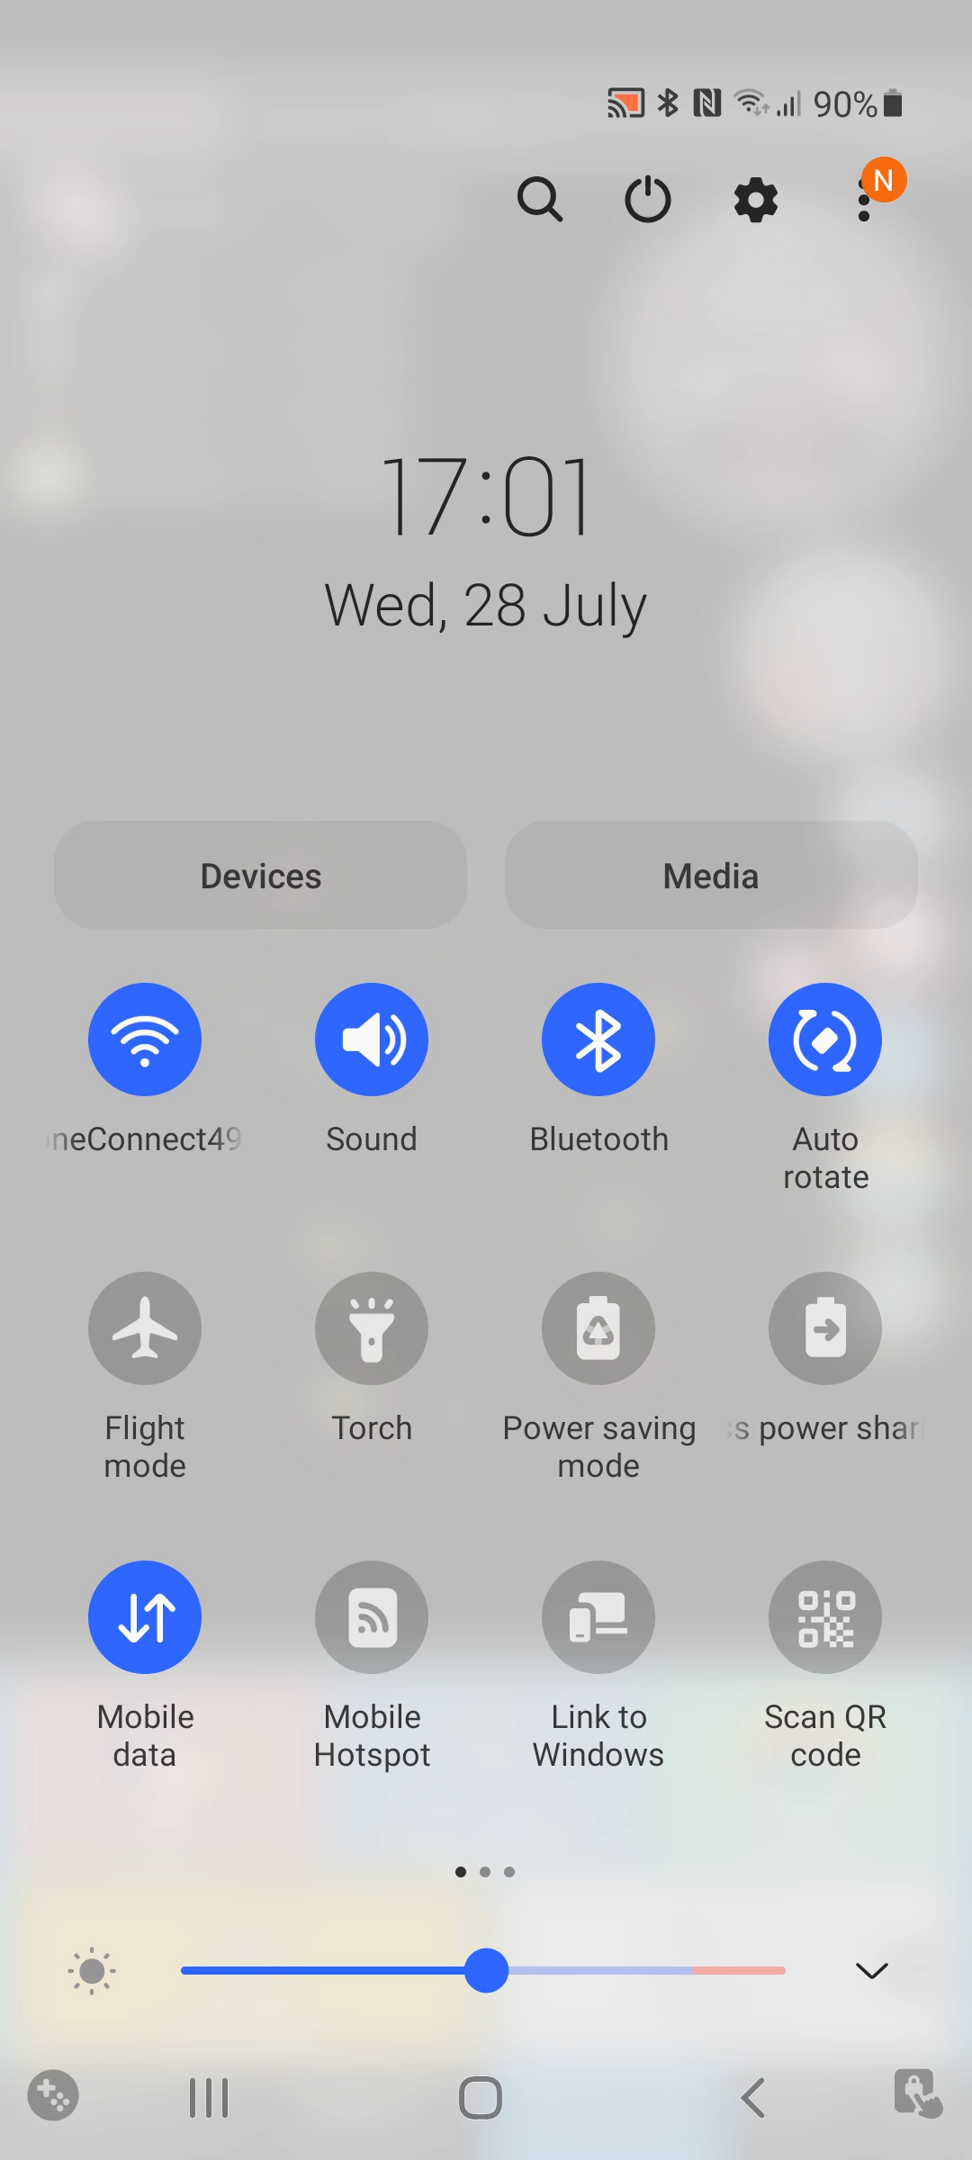 90%
N
17:01
Wed, 28 July
Devices
Media
neConnect49
Sound
Bluetooth
Auto
rotate
Flight
mode
Torch
Power saving
mode
s power shar
Mobile
data
Mobile
Hotspot
Link to
Windows
Scan QR
code